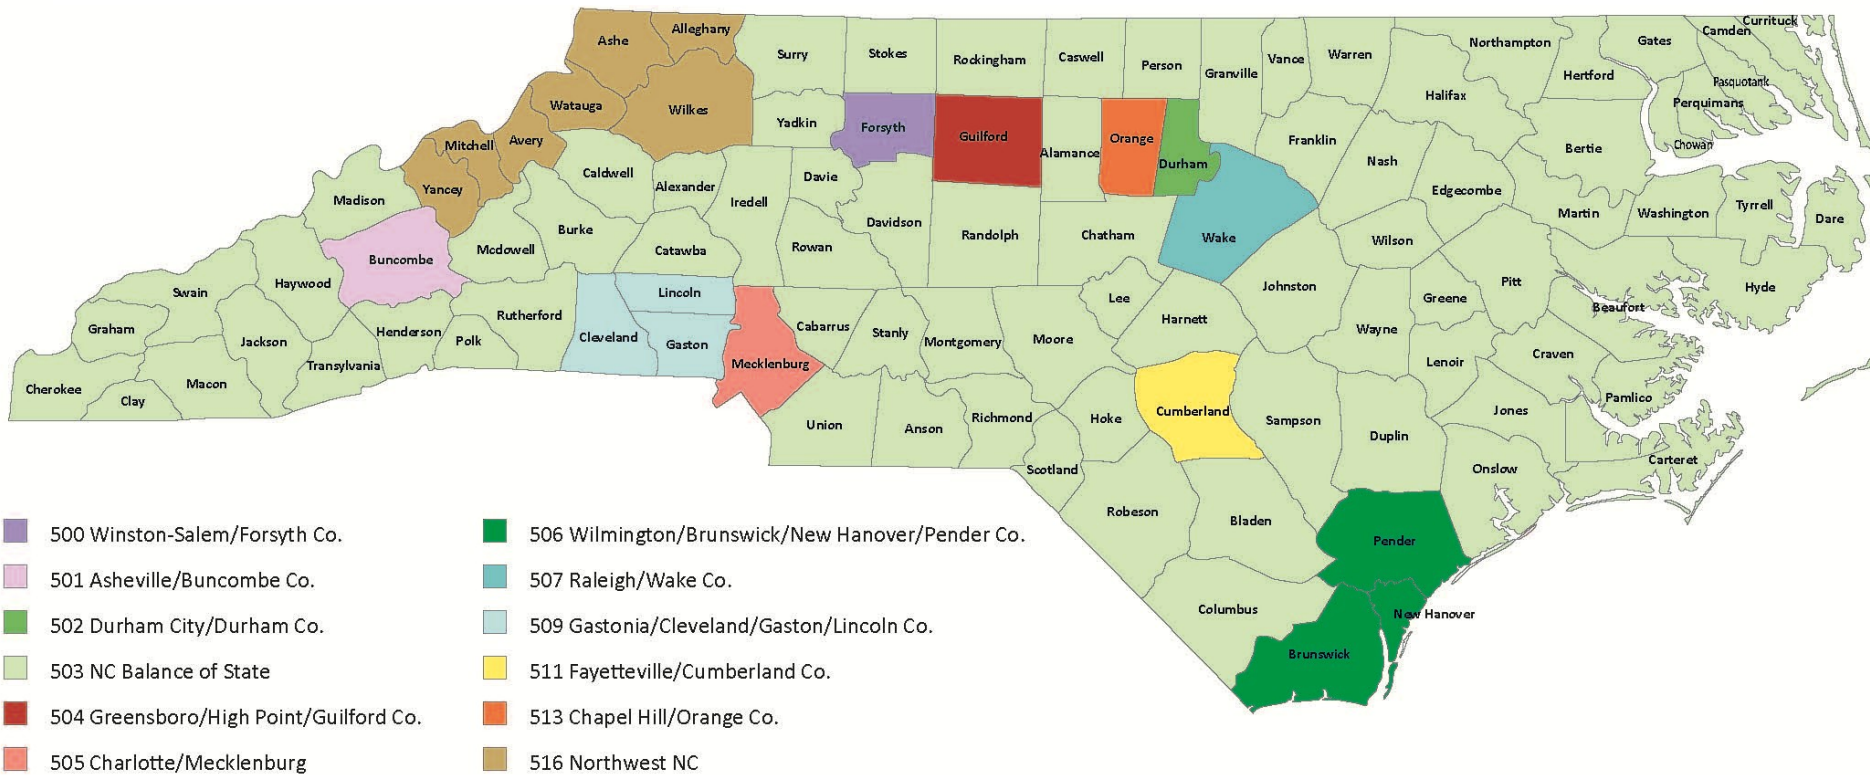 Currituck
Alleghany
Camden
Ashe
Northampton
Gates
Surry
Stokes
Rockingham
Caswell
Person
Granville
Vance
Warren
Hertford
Pasquotank
Watauga
Wilkes
Halifax
Perquimans
Yadkin
Forsyth
Guilford
Orange
Franklin
Chowan
Mitchell
Avery
Alamance
Durham
Nash
Bertie
Yancey
Caldwell
Alexander
Davie
Edgecombe
Madison
Iredell
Davidson
Martin
Washington
Tyrrell
Dare
Burke
Randolph
Chatham
Wake
Wilson
Mcdowell
Catawba
Rowan
Buncombe
Haywood
Swain
Lincoln
Johnston
Greene
Pitt
Hyde
Lee
Beaufort
Rutherford
Harnett
Graham
Henderson
Cleveland
Cabarrus
Stanly
Wayne
Jackson
Polk
Gaston
Montgomery
Moore
Transylvania
Mecklenburg
Lenoir
Craven
Cherokee
Macon
Clay
Pamlico
Union
Anson
Richmond
Hoke
Cumberland
Sampson
Jones
Duplin
Scotland
Onslow
Carteret
Robeson
Bladen
Pender
Columbus
New Hanover
Brunswick
500 Winston-Salem/Forsyth Co.
501 Asheville/Buncombe Co.
502 Durham City/Durham Co.
503 NC Balance of State
504 Greensboro/High Point/Guilford Co.
505 Charlotte/Mecklenburg
506 Wilmington/Brunswick/New Hanover/Pender Co.
507 Raleigh/Wake Co.
509 Gastonia/Cleveland/Gaston/Lincoln Co.
511 Fayetteville/Cumberland Co.
513 Chapel Hill/Orange Co.
516 Northwest NC